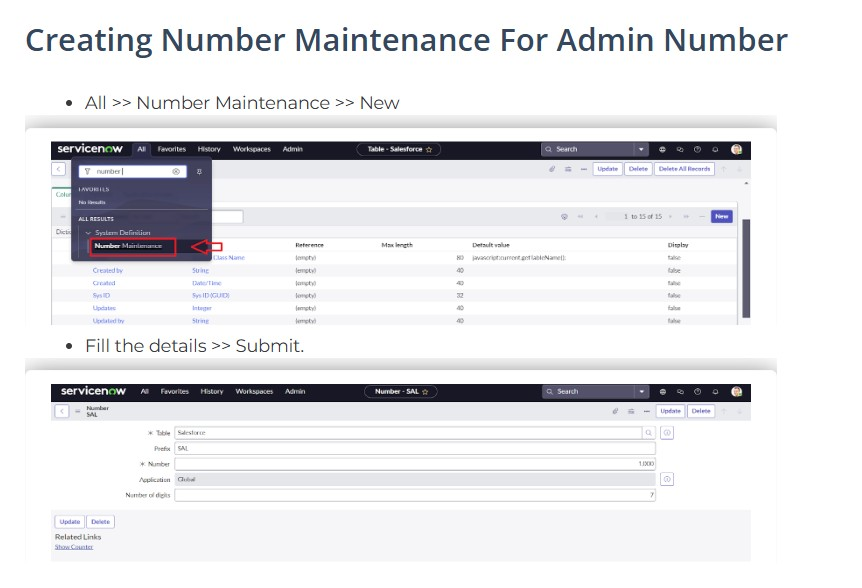 Creating Number Maintenance For Admin Number
• All >> Number Maintenance >> New
servicenow All Favorites History Workspaces Admin Table - Salesforce ☆ Search
number
Update Delete Delete All Records
FAVORITES
No Results
ALL RESULTS
1 to 15 of 15 New
System Definition
Number Maintenance
Reference Max length Default value Display
Class Name (empty) 80 javascript:current.getTableName(); false
Created by String (empty) 40 false
Created Date/Time (empty) 40 false
Sys ID Sys ID (GUID) (empty) 32 false
Updates Integer (empty) 40 false
Updated by String (empty) 40 false
• Fill the details >> Submit.
servicenow All Favorites History Workspaces Admin Number - SAL ☆ Search
Number
SAL
Update Delete
* Table Salesforce
Prefix SAL
* Number 1,000
Application Global
Number of digits 7
Update Delete
Related Links
Show Counter